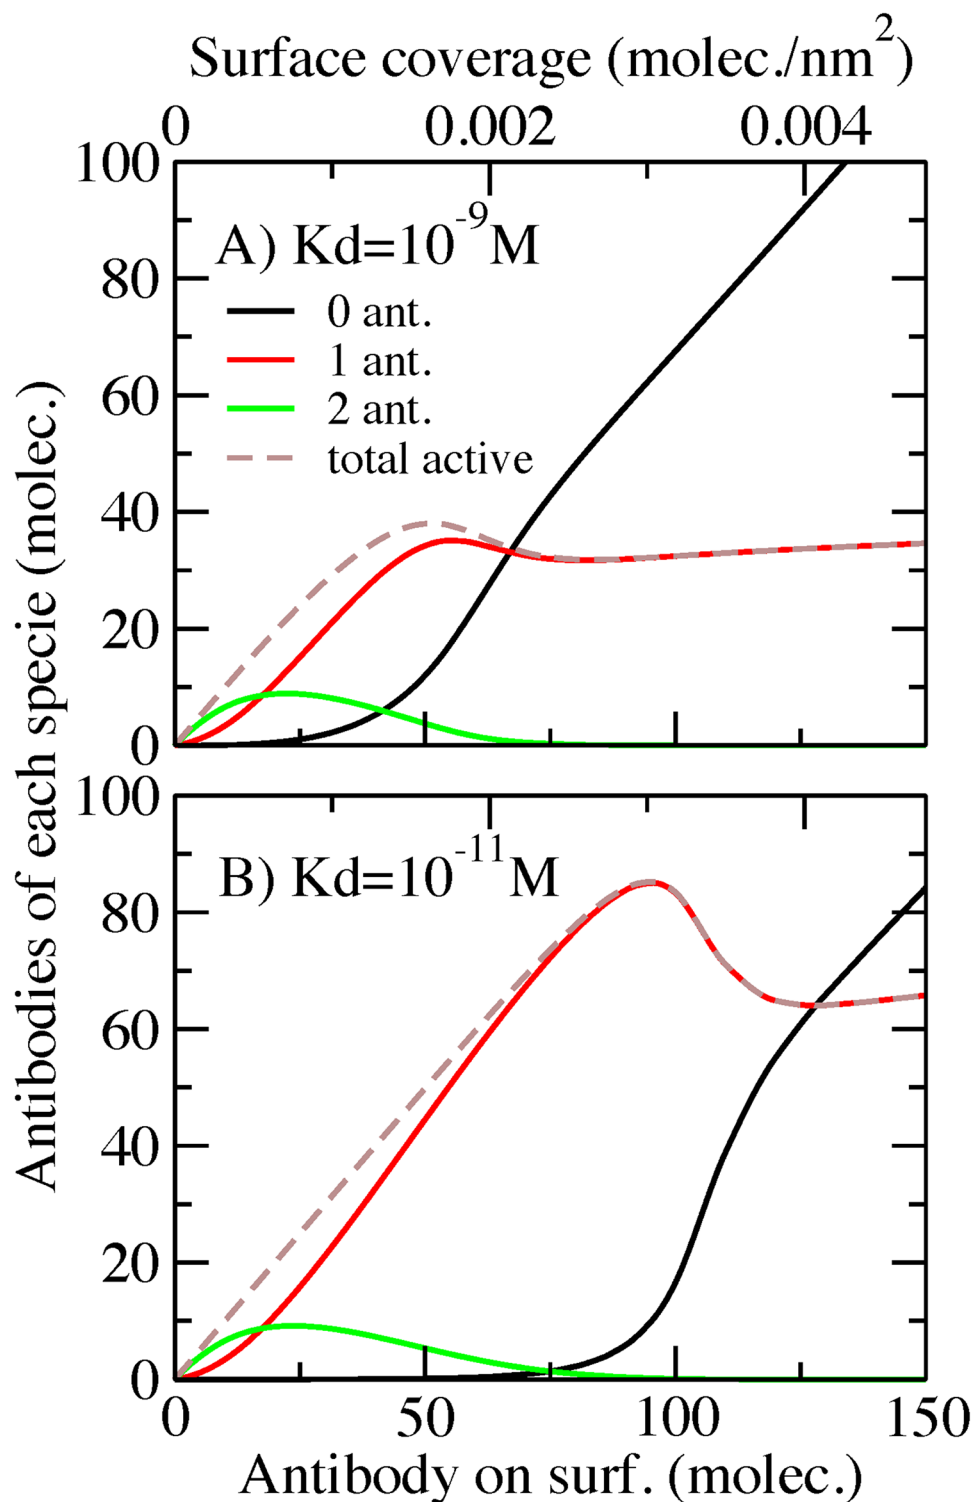 Surface coverage (molec./nm²)
0 0.002 0.004
100
80
60
40
20
0
A) Kd=10⁻⁹M
0 ant.
1 ant.
2 ant.
total active
Antibodies of each specie (molec.)
100
80
60
40
20
0
B) Kd=10⁻¹¹M
0 50 100 150
Antibody on surf. (molec.)